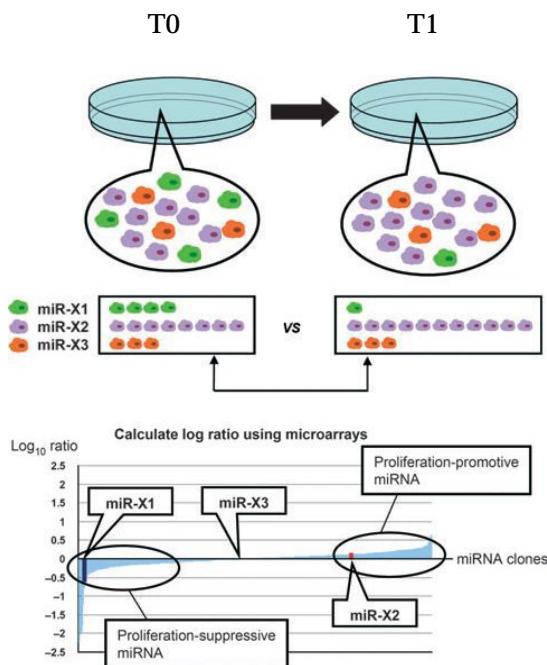 T0 T1
miR-X1
miR-X2
miR-X3
vs
Calculate log ratio using microarrays
Log10 ratio
2.5
2
1.5
1
0.5
0
−0.5
−1
−1.5
−2
−2.5
miR-X1
miR-X3
Proliferation-promotive
miRNA
miRNA clones
miR-X2
Proliferation-suppressive
miRNA